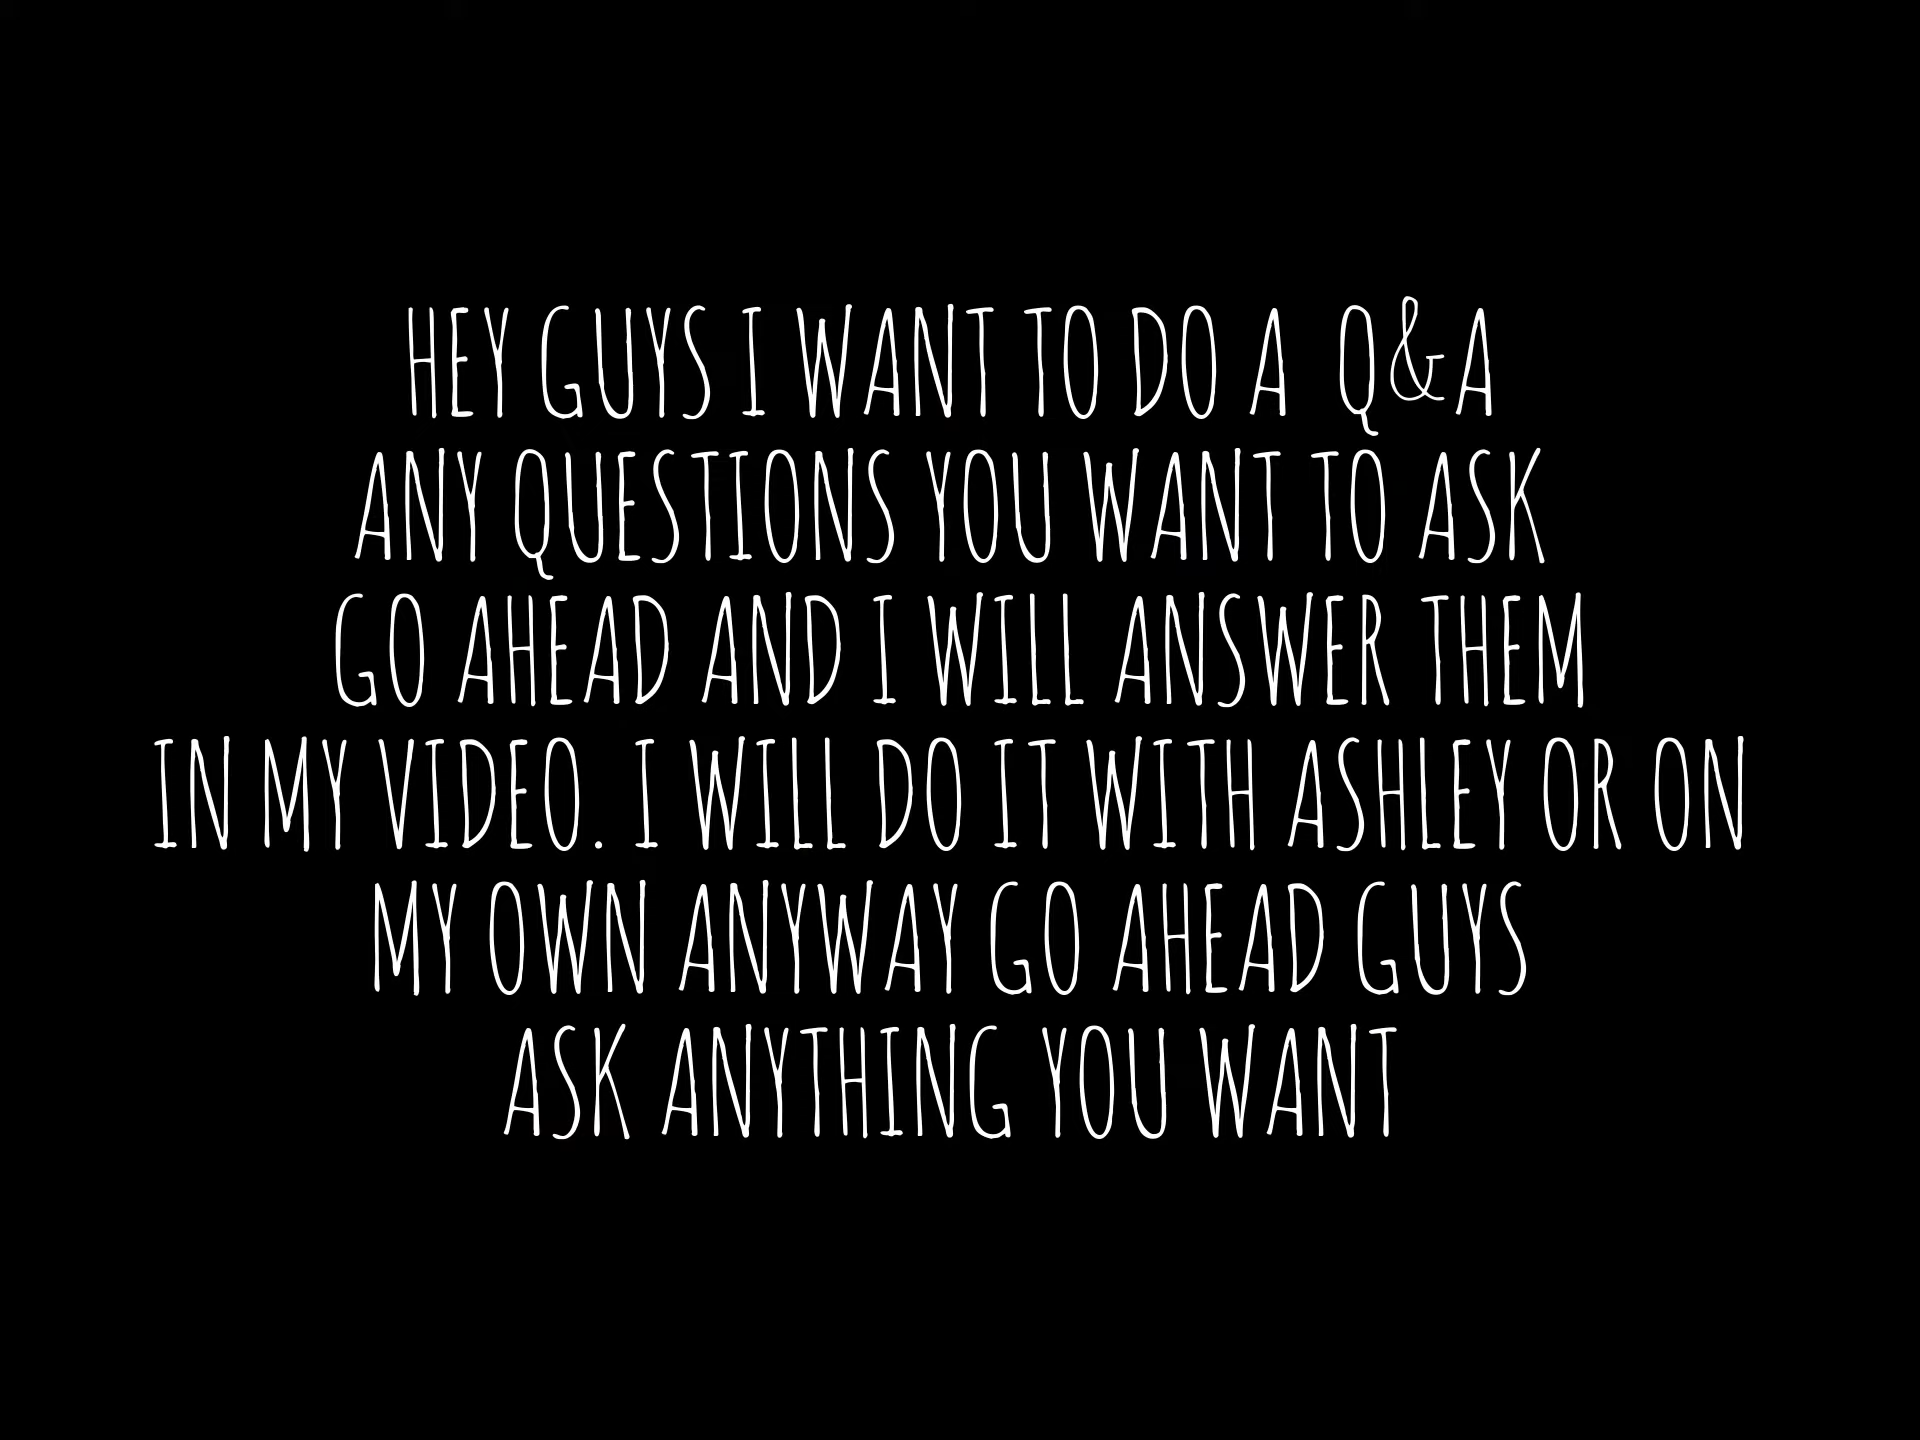 HEY GUYS I WANT TO DO A Q&A
ANY QUESTIONS YOU WANT TO ASK
GO AHEAD AND I WILL ANSWER THEM
IN MY VIDEO. I WILL DO IT WITH ASHLEY OR ON
MY OWN ANYWAY GO AHEAD GUYS
ASK ANYTHING YOU WANT